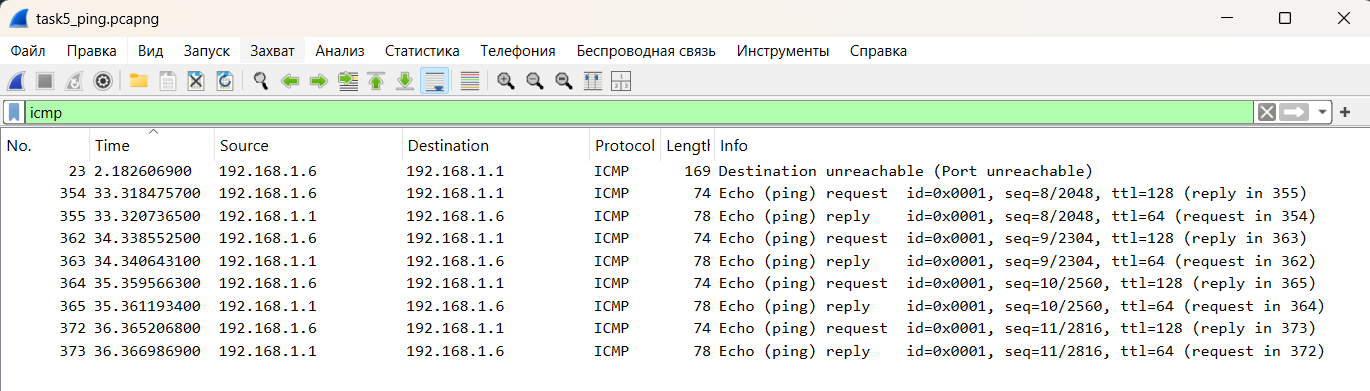 task5_ping.pcapng
Файл Правка Вид Запуск Захват Анализ Статистика Телефония Беспроводная связь Инструменты Справка
icmp
No. Time Source Destination Protocol Lengtl Info
23 2.182606900 192.168.1.6 192.168.1.1 ICMP 169 Destination unreachable (Port unreachable)
354 33.318475700 192.168.1.6 192.168.1.1 ICMP 74 Echo (ping) request id=0x0001, seq=8/2048, ttl=128 (reply in 355)
355 33.320736500 192.168.1.1 192.168.1.6 ICMP 78 Echo (ping) reply id=0x0001, seq=8/2048, ttl=64 (request in 354)
362 34.338552500 192.168.1.6 192.168.1.1 ICMP 74 Echo (ping) request id=0x0001, seq=9/2304, ttl=128 (reply in 363)
363 34.340643100 192.168.1.1 192.168.1.6 ICMP 78 Echo (ping) reply id=0x0001, seq=9/2304, ttl=64 (request in 362)
364 35.359566300 192.168.1.6 192.168.1.1 ICMP 74 Echo (ping) request id=0x0001, seq=10/2560, ttl=128 (reply in 365)
365 35.361193400 192.168.1.1 192.168.1.6 ICMP 78 Echo (ping) reply id=0x0001, seq=10/2560, ttl=64 (request in 364)
372 36.365206800 192.168.1.6 192.168.1.1 ICMP 74 Echo (ping) request id=0x0001, seq=11/2816, ttl=128 (reply in 373)
373 36.366986900 192.168.1.1 192.168.1.6 ICMP 78 Echo (ping) reply id=0x0001, seq=11/2816, ttl=64 (request in 372)